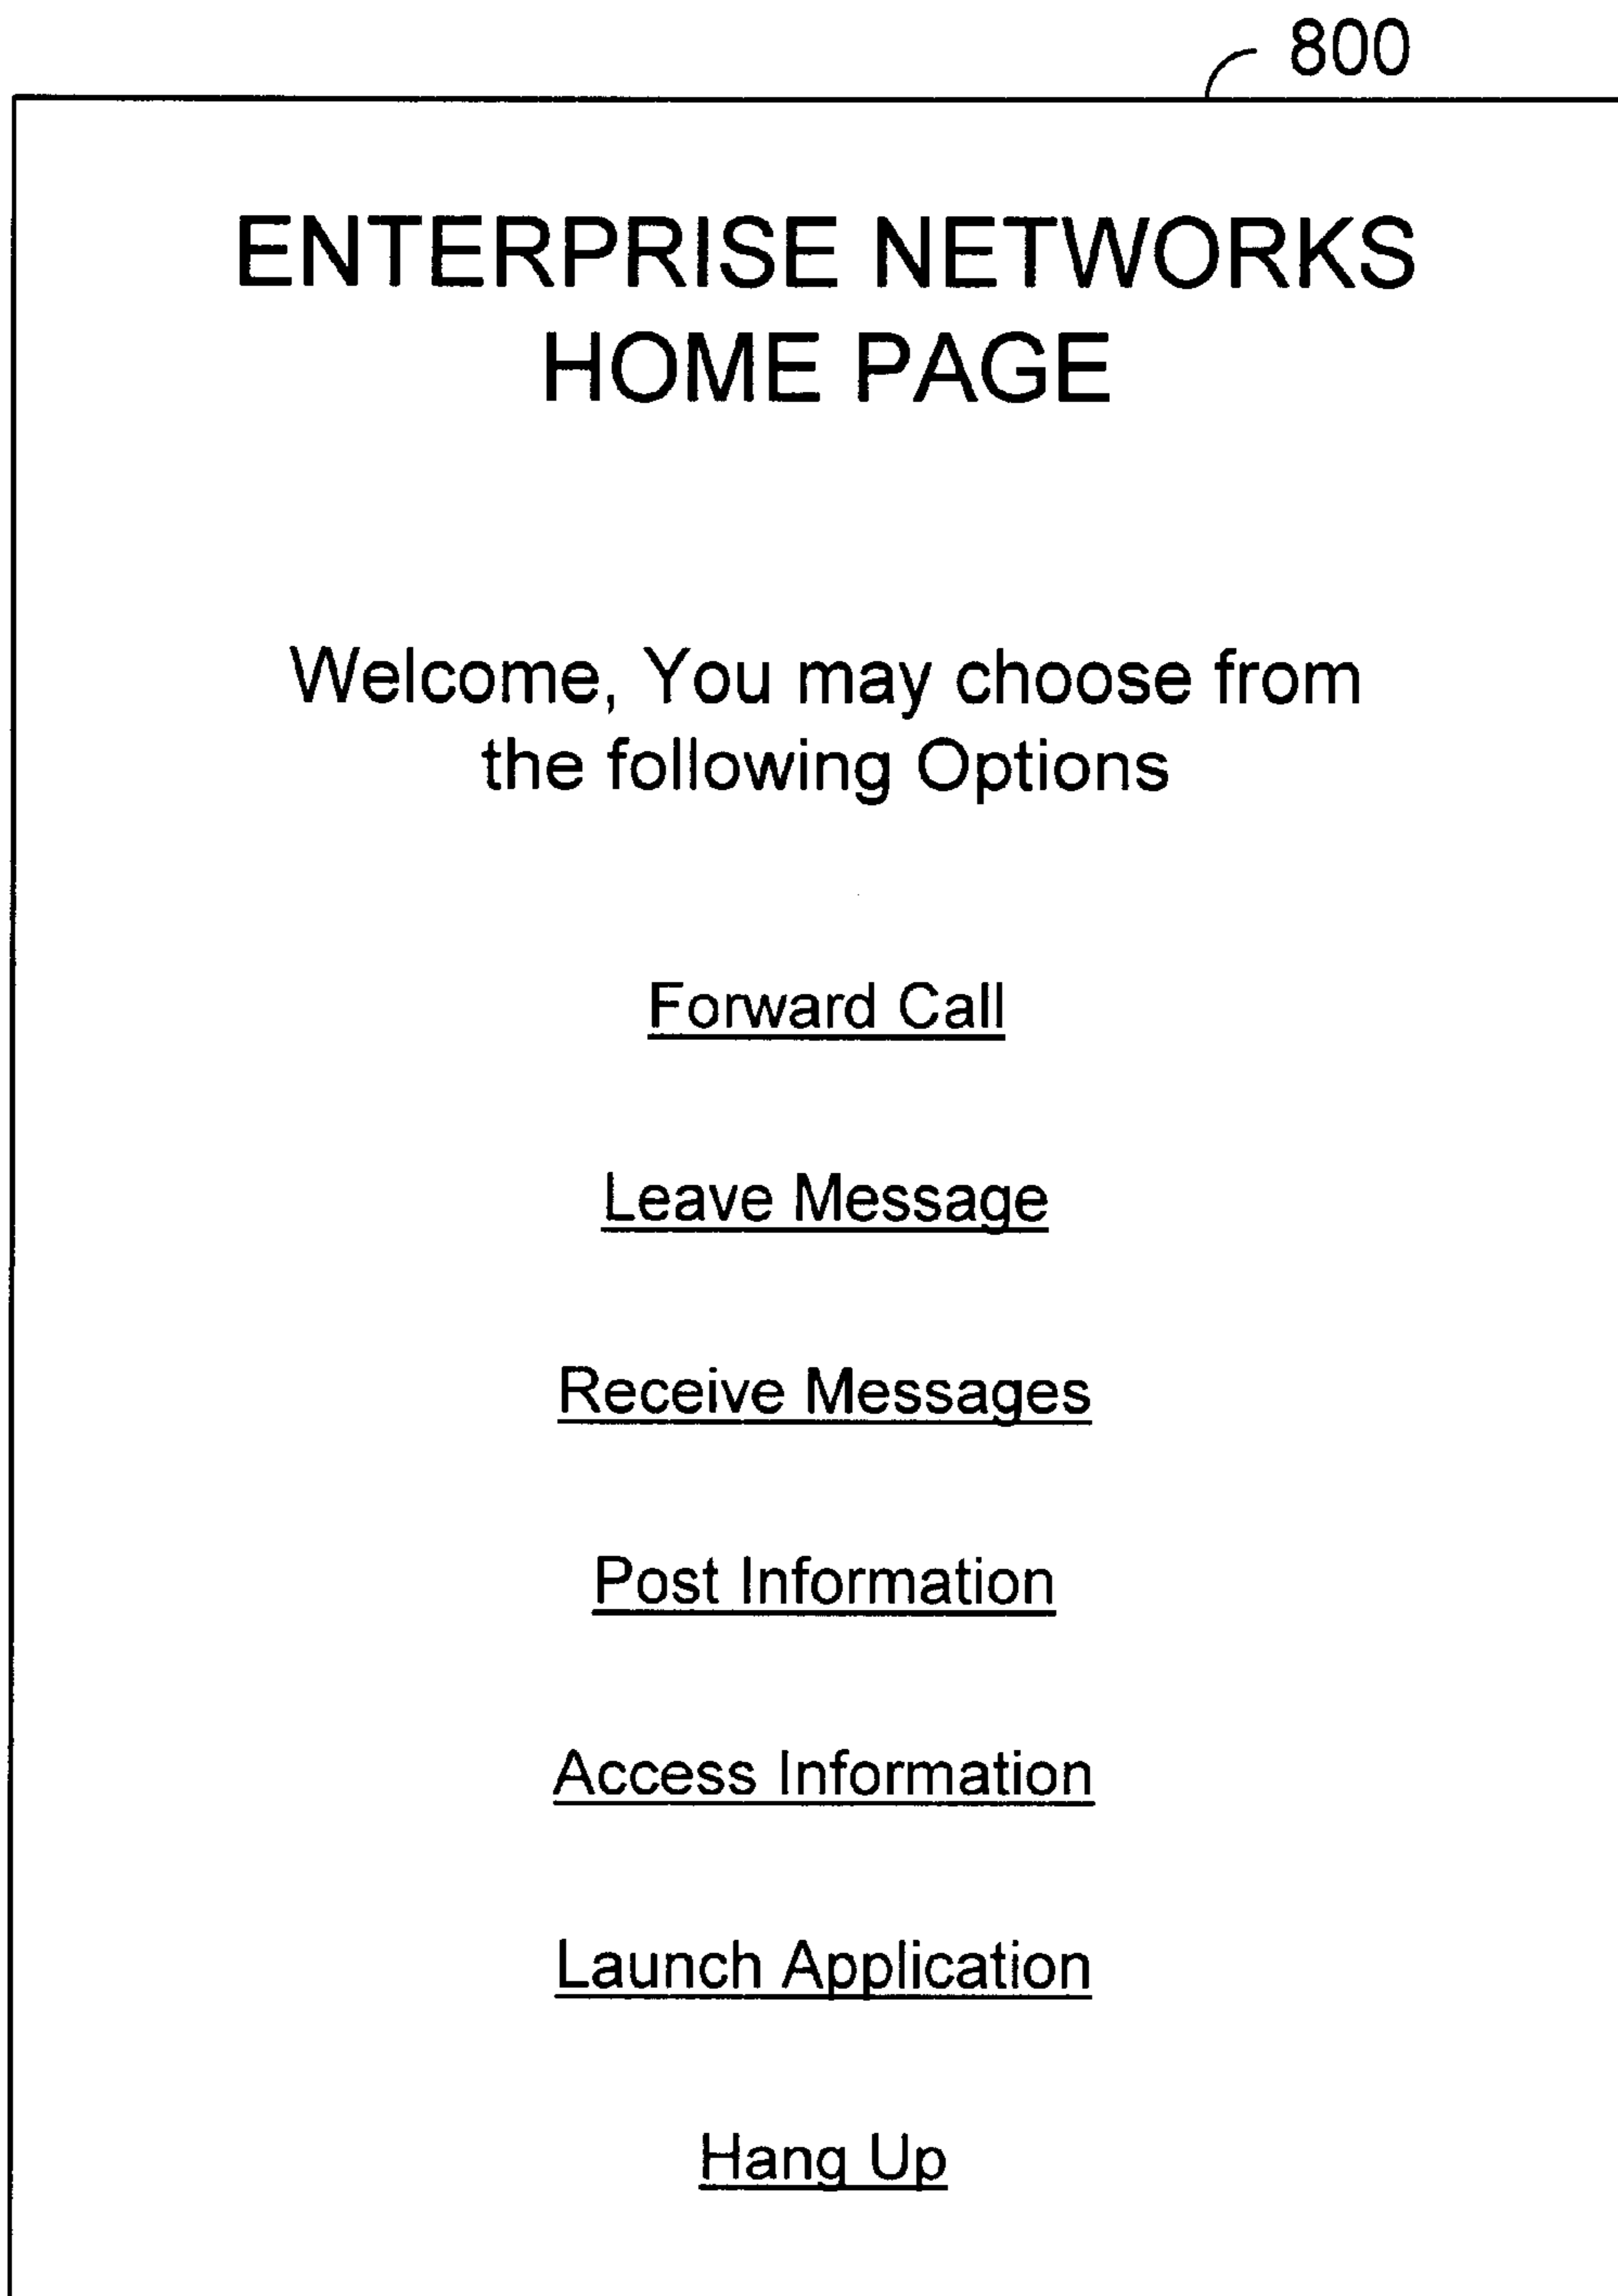 800
ENTERPRISE NETWORKS
HOME PAGE
Welcome, You may choose from
the following Options
Forward Call
Leave Message
Receive Messages
Post Information
Access Information
Launch Application
Hang Up